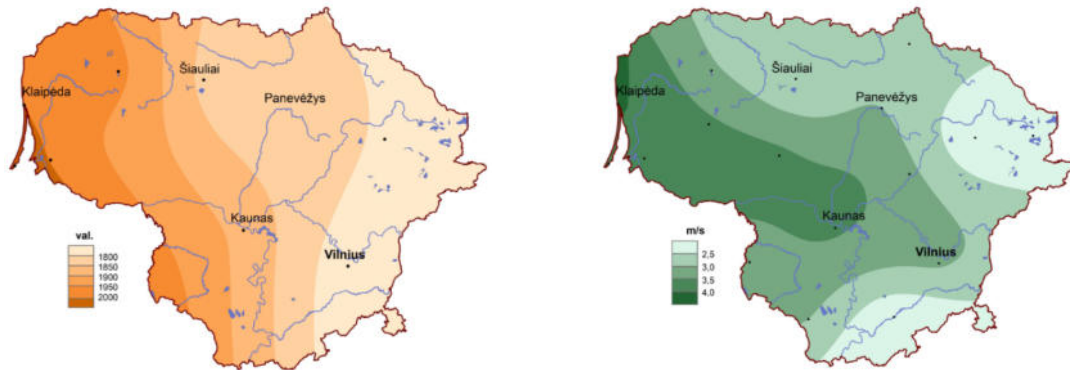 Šiauliai
Klaipėda
Panevėžys
Kaunas
Vilnius
val.
1800
1850
1900
1950
2000
Šiauliai
Klaipėda
Panevėžys
Kaunas
Vilnius
m/s
2,5
3,0
3,5
4,0